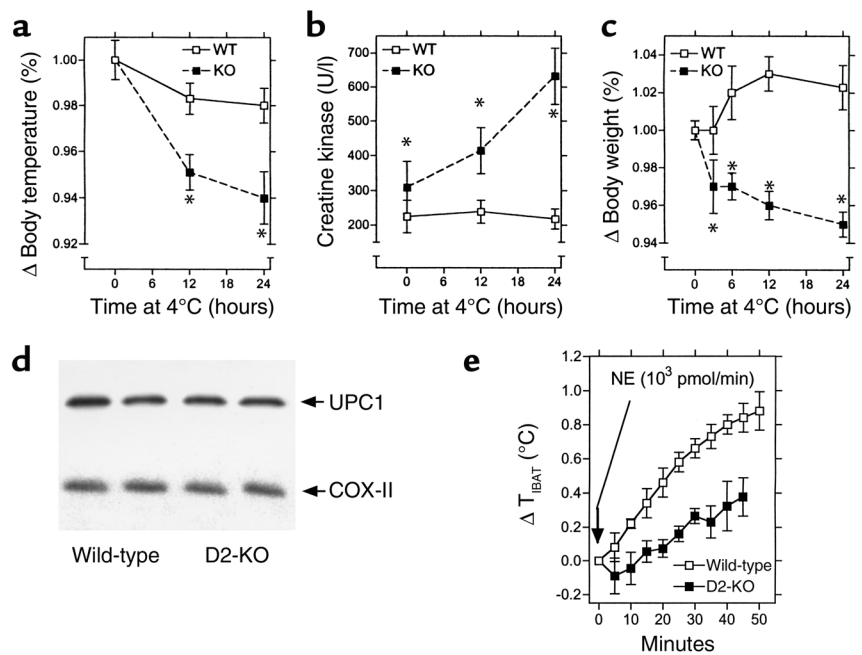 a
Δ Body temperature (%)
1.00
0.98
0.96
0.94
0.92
WT
KO
*
*
0 6 12 18 24
Time at 4°C (hours)
b
Creatine kinase (U/l)
700
600
500
400
300
200
WT
KO
*
*
*
0 6 12 18 24
Time at 4°C (hours)
c
Δ Body weight (%)
1.04
1.02
1.00
0.98
0.96
0.94
WT
KO
*
*
*
*
0 6 12 18 24
Time at 4°C (hours)
d
UPC1
COX-II
Wild-type D2-KO
e
Δ T_IBAT (°C)
1.2
1.0
0.8
0.6
0.4
0.2
0.0
-0.2
NE (10³ pmol/min)
Wild-type
D2-KO
0 10 20 30 40 50
Minutes